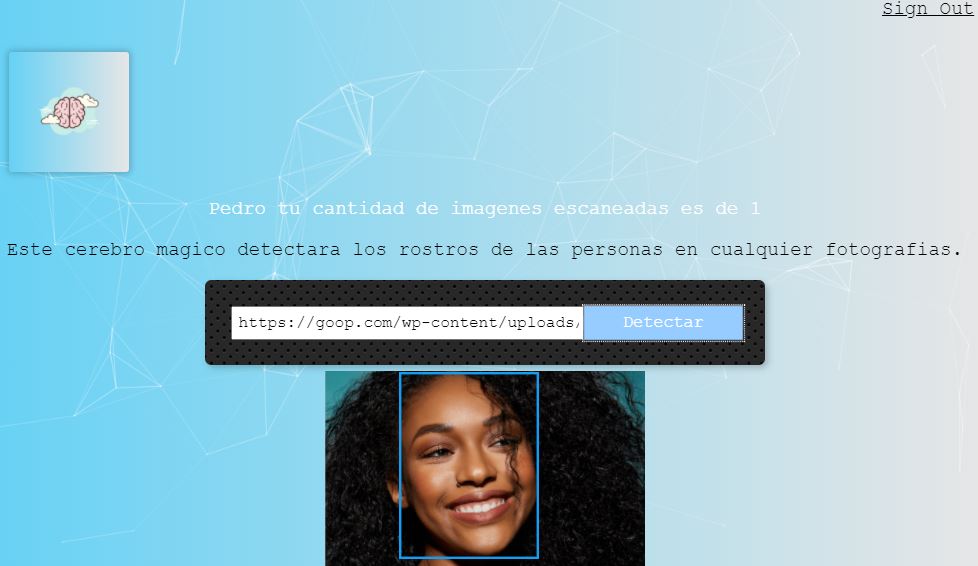 Sign Out
Pedro tu cantidad de imagenes escaneadas es de 1
Este cerebro magico detectara los rostros de las personas en cualquier fotografias.
https://goop.com/wp-content/uploads/
Detectar